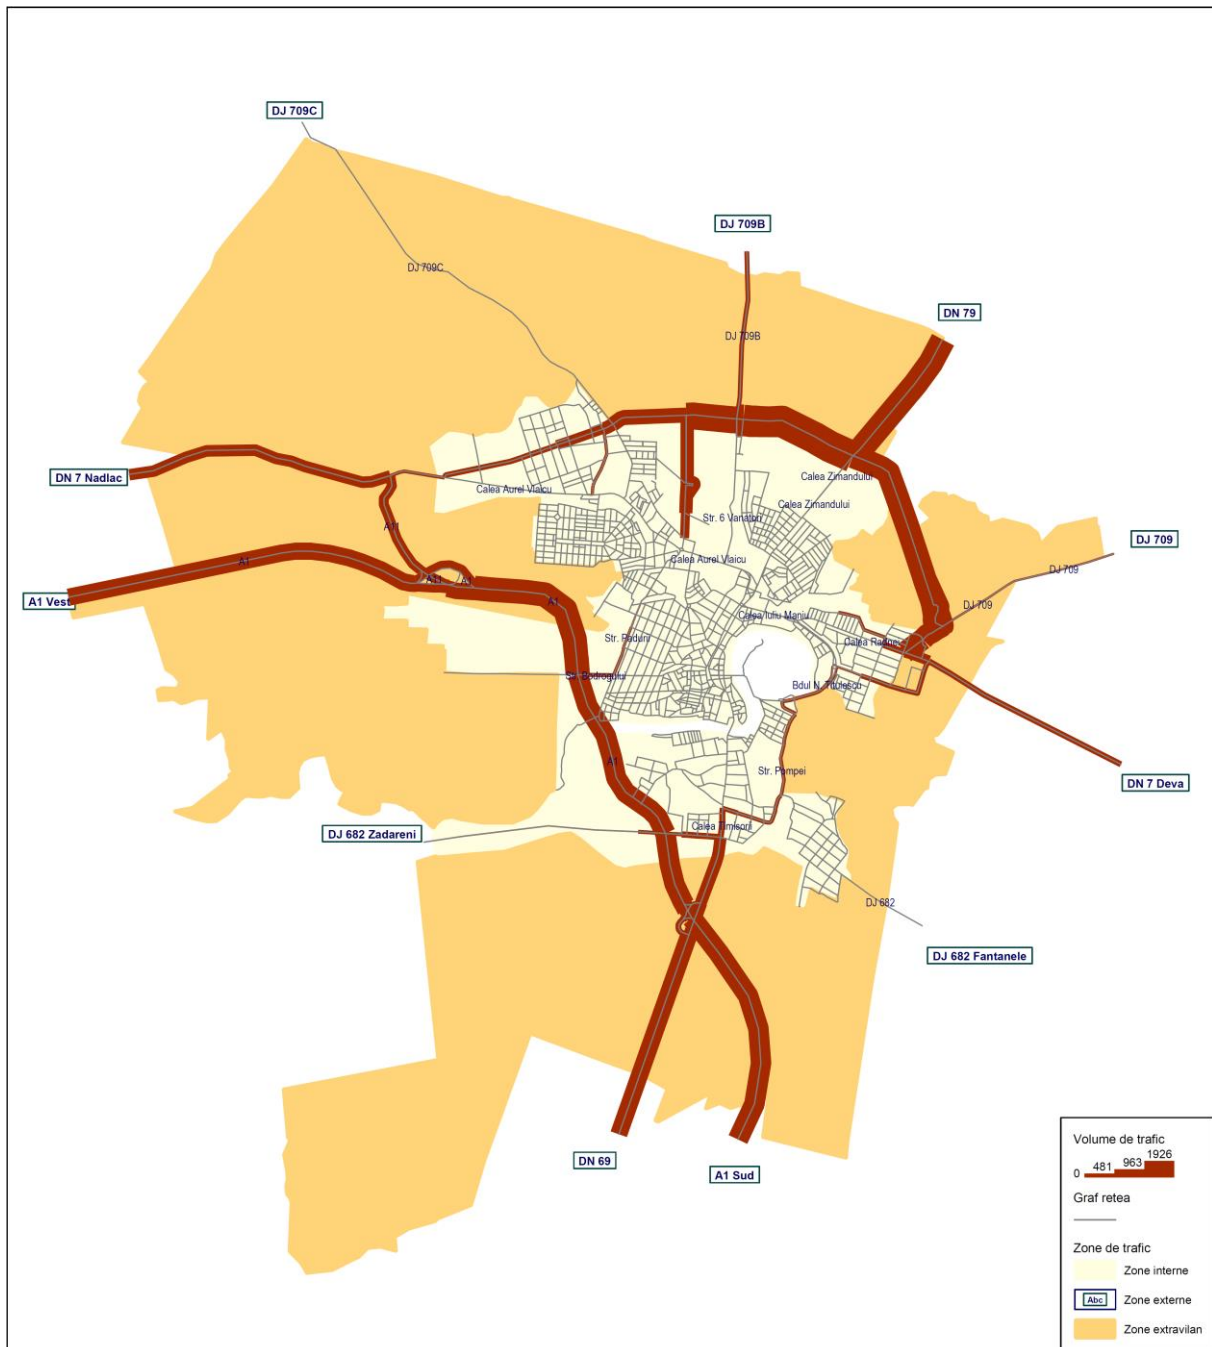 DJ 709C
DJ 709B
DJ 709C
DN 79
DJ 709B
DN 7 Nadlac
Calea Zimandului
Calea Aurel Vlaicu
Calea Zimandului
Str. 6 Vanatori
A11
DJ 709
A1
Calea Aurel Vlaicu
DJ 709
A11
A1
A1 Vest
A1
DJ 709
Calea Iuliu Maniu
Str. Padurii
Calea Radnei
Str. Bodrogului
Bdul N. Titulescu
A1
Str. Pompei
DN 7 Deva
DJ 682 Zadareni
Calea Timisorii
DJ 682
DJ 682 Fantanele
DN 69
A1 Sud
Volume de trafic
0 481 963 1926
Graf retea
Zone de trafic
Zone interne
Abc Zone externe
Zone extravilan